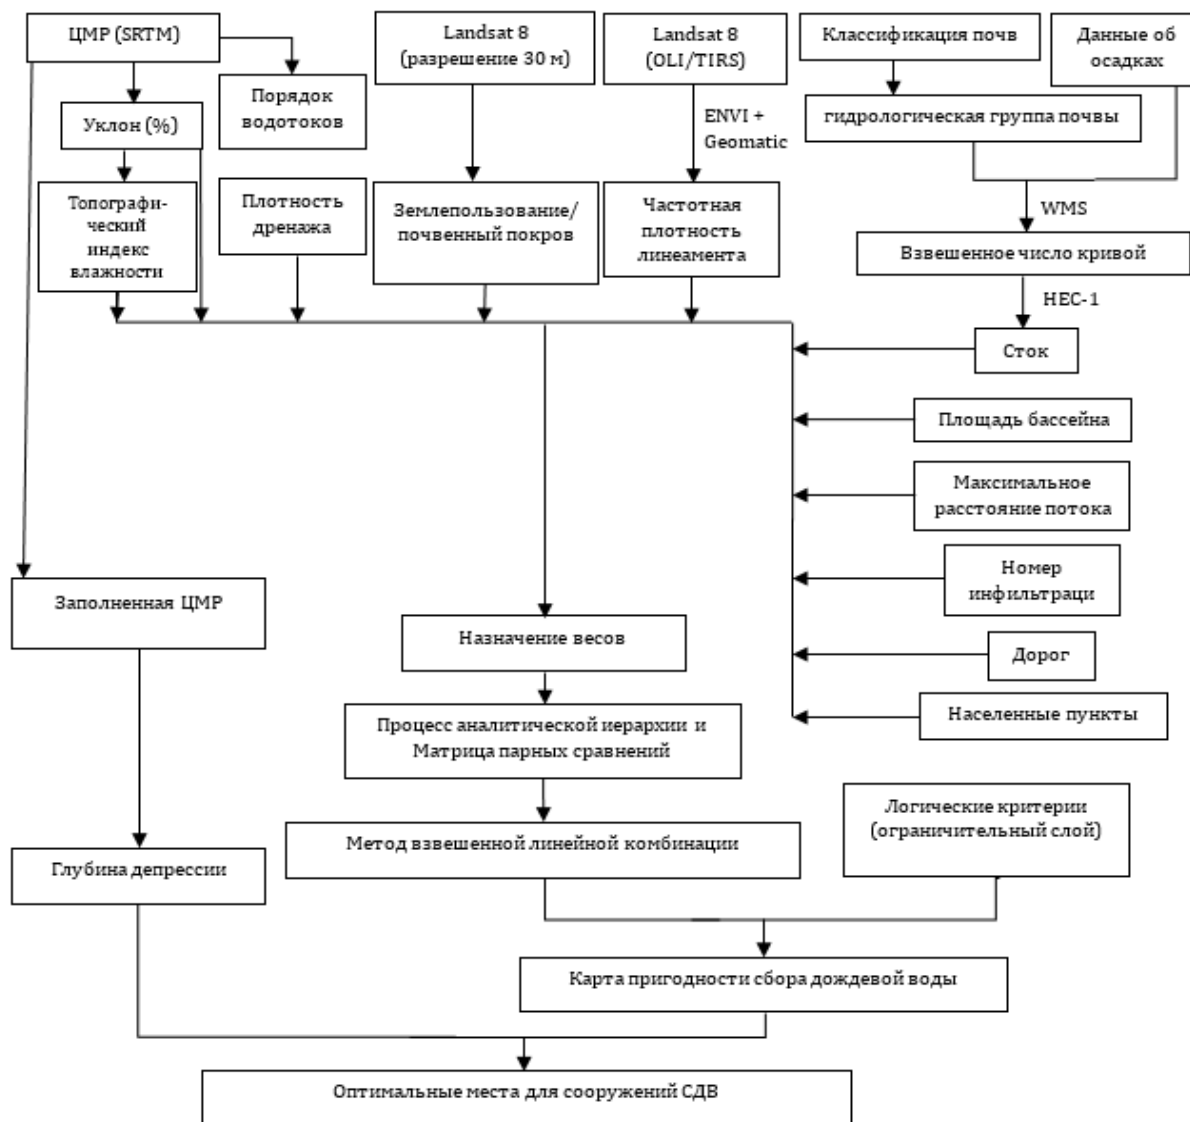 ЦМР (SRTM)
Landsat 8
(разрешение 30 м)
Landsat 8
(OLI/TIRS)
Классификация почв
Данные об
осадках
Уклон (%)
Порядок
водотоков
ENVI +
Geomatic
гидрологическая группа почвы
Топографи-
ческий
индекс
влажности
Плотность
дренажа
Землепользование/
почвенный покров
Частотная
плотность
линеамента
WMS
Взвешенное число кривой
HEC-1
Сток
Площадь бассейна
Максимальное
расстояние потока
Номер
инфильтраци
Заполненная ЦМР
Назначение весов
Дорог
Населенные пункты
Процесс аналитической иерархии и
Матрица парных сравнений
Логические критерии
(ограничительный слой)
Метод взвешенной линейной комбинации
Глубина депрессии
Карта пригодности сбора дождевой воды
Оптимальные места для сооружений СДВ